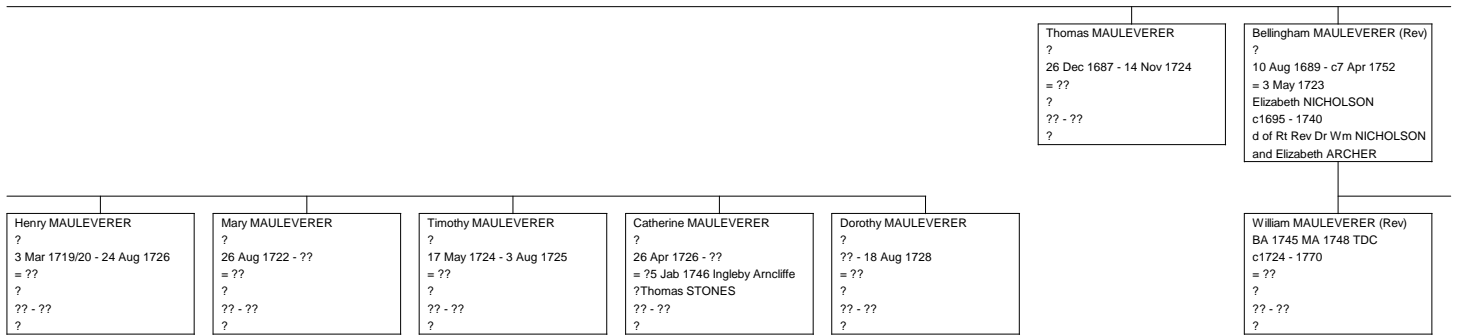 Thomas MAULEVERER
?
26 Dec 1687 - 14 Nov 1724
= ??
?
?? - ??
?
Bellingham MAULEVERER (Rev)
?
10 Aug 1689 - c7 Apr 1752
= 3 May 1723
Elizabeth NICHOLSON
c1695 - 1740
d of Rt Rev Dr Wm NICHOLSON
and Elizabeth ARCHER
Henry MAULEVERER
?
3 Mar 1719/20 - 24 Aug 1726
= ??
?
?? - ??
?
Mary MAULEVERER
?
26 Aug 1722 - ??
= ??
?
?? - ??
?
Timothy MAULEVERER
?
17 May 1724 - 3 Aug 1725
= ??
?
?? - ??
?
Catherine MAULEVERER
?
26 Apr 1726 - ??
= ?5 Jab 1746 Ingleby Arncliffe
?Thomas STONES
?? - ??
?
Dorothy MAULEVERER
?
?? - 18 Aug 1728
= ??
?
?? - ??
?
William MAULEVERER (Rev)
BA 1745 MA 1748 TDC
c1724 - 1770
= ??
?
?? - ??
?